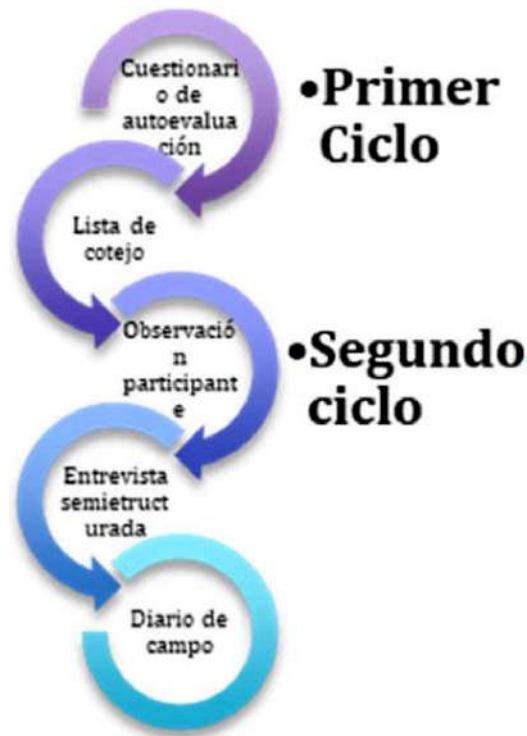 Cuestionari
o de
autoevalua
ción
•Primer
Ciclo
Lista de
cotejo
Observació
n
participant
e
•Segundo
ciclo
Entrevista
semietruct
urada
Diario de
campo